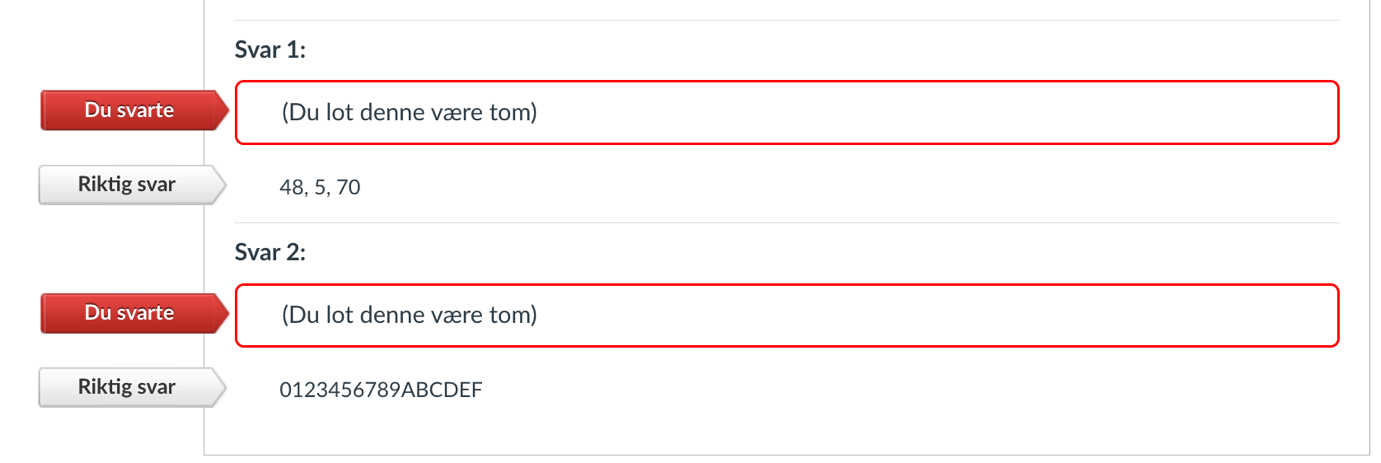 Svar 1:
Du svarte
(Du lot denne være tom)
Riktig svar
48, 5, 70
Svar 2:
Du svarte
(Du lot denne være tom)
Riktig svar
0123456789ABCDEF